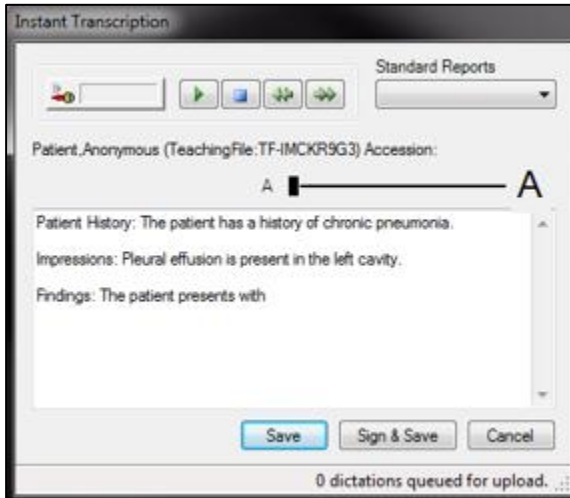 Instant Transcription
Standard Reports
Patient,Anonymous (TeachingFile:TF-IMCKR9G3) Accession:
A A
Patient History: The patient has a history of chronic pneumonia.
Impressions: Pleural effusion is present in the left cavity.
Findings: The patient presents with
Save Sign & Save Cancel
0 dictations queued for upload.